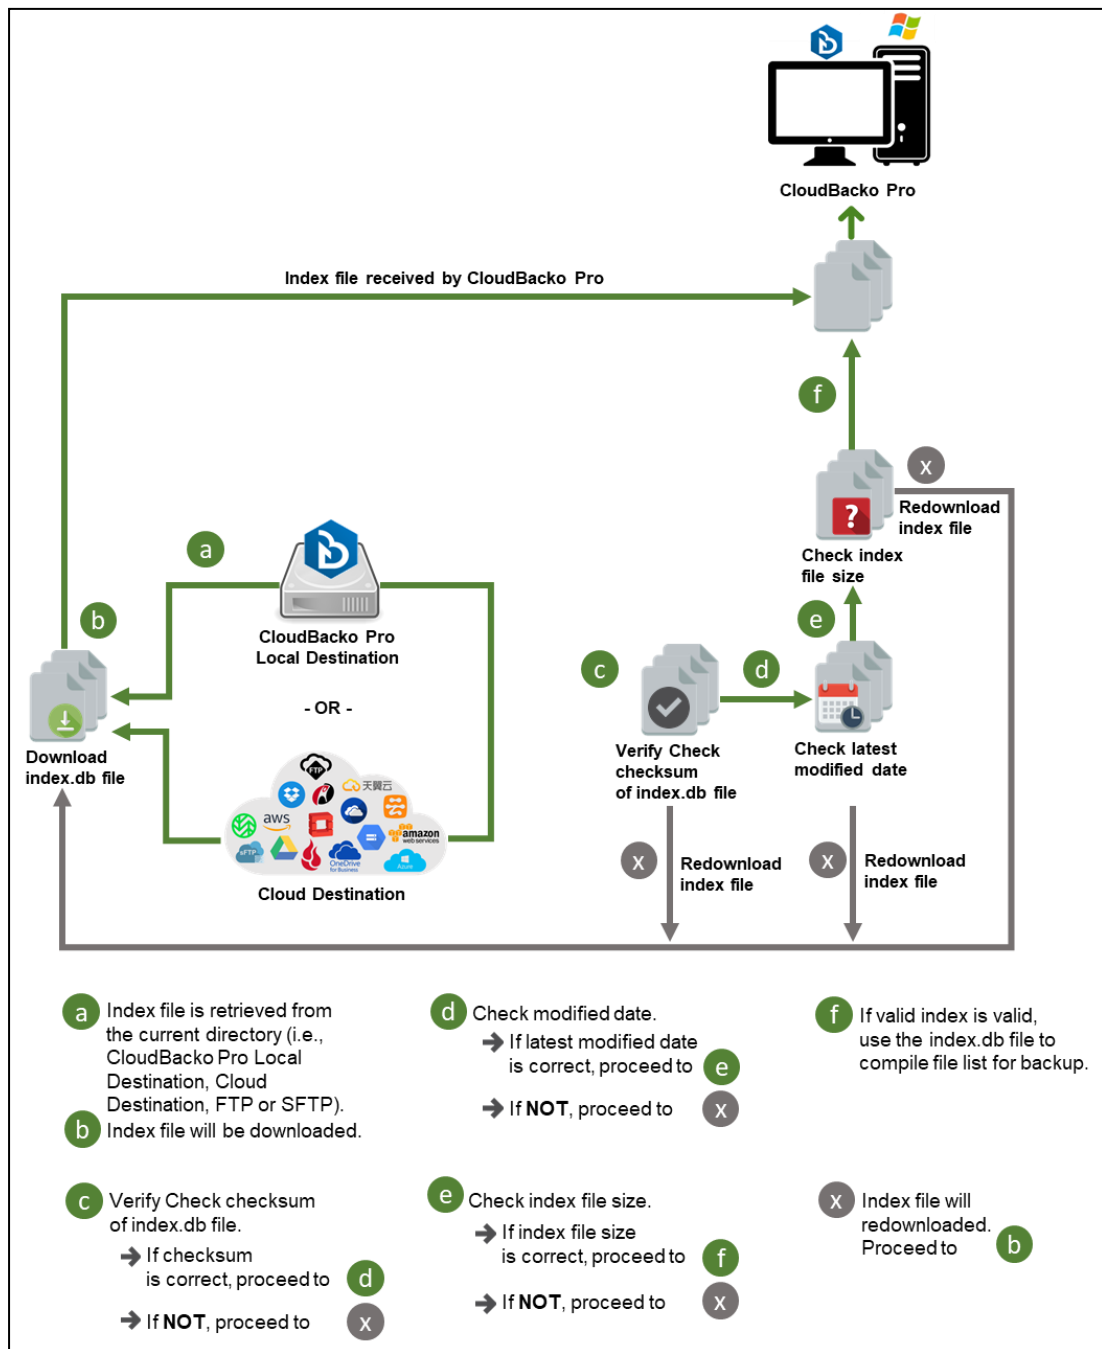 CloudBacko Pro
Index file received by CloudBacko Pro
f
x
Redownload
index file
?
Check index
file size
a
b
CloudBacko Pro
Local Destination
e
c
d
- OR -
Download
index.db file
Verify Check
checksum
of index.db file
Check latest
modified date
FTP
天翼云
aws
amazon
web services
sFTP
OneDrive
for Business
Azure
x
Redownload
index file
x
Redownload
index file
Cloud Destination
a
Index file is retrieved from
the current directory (i.e.,
CloudBacko Pro Local
Destination, Cloud
Destination, FTP or SFTP).
b
Index file will be downloaded.
c
Verify Check checksum
of index.db file.
➔ If checksum
is correct, proceed to d
➔ If NOT, proceed to x
d
Check modified date.
➔ If latest modified date
is correct, proceed to e
➔ If NOT, proceed to x
e
Check index file size.
➔ If index file size
is correct, proceed to f
➔ If NOT, proceed to x
f
If valid index is valid,
use the index.db file to
compile file list for backup.
x
Index file will
redownloaded.
Proceed to b